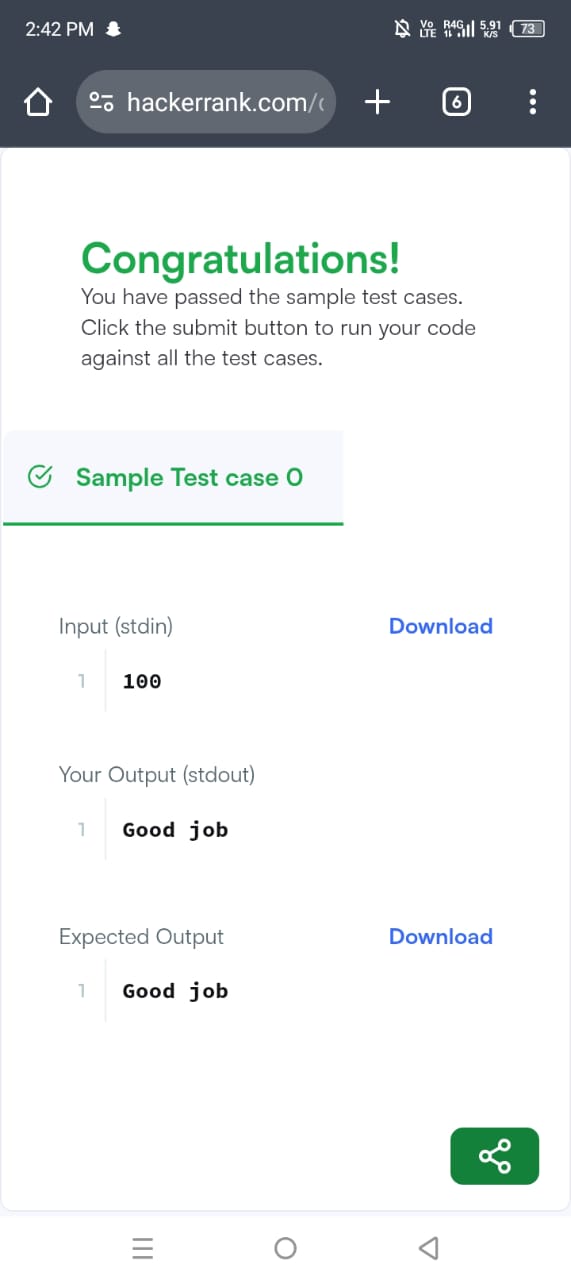 2:42 PM
Vo LTE R4G 5.91 K/S 73
hackerrank.com/
6
Congratulations!
You have passed the sample test cases.
Click the submit button to run your code
against all the test cases.
Sample Test case 0
Input (stdin) Download
1 100
Your Output (stdout)
1 Good job
Expected Output Download
1 Good job